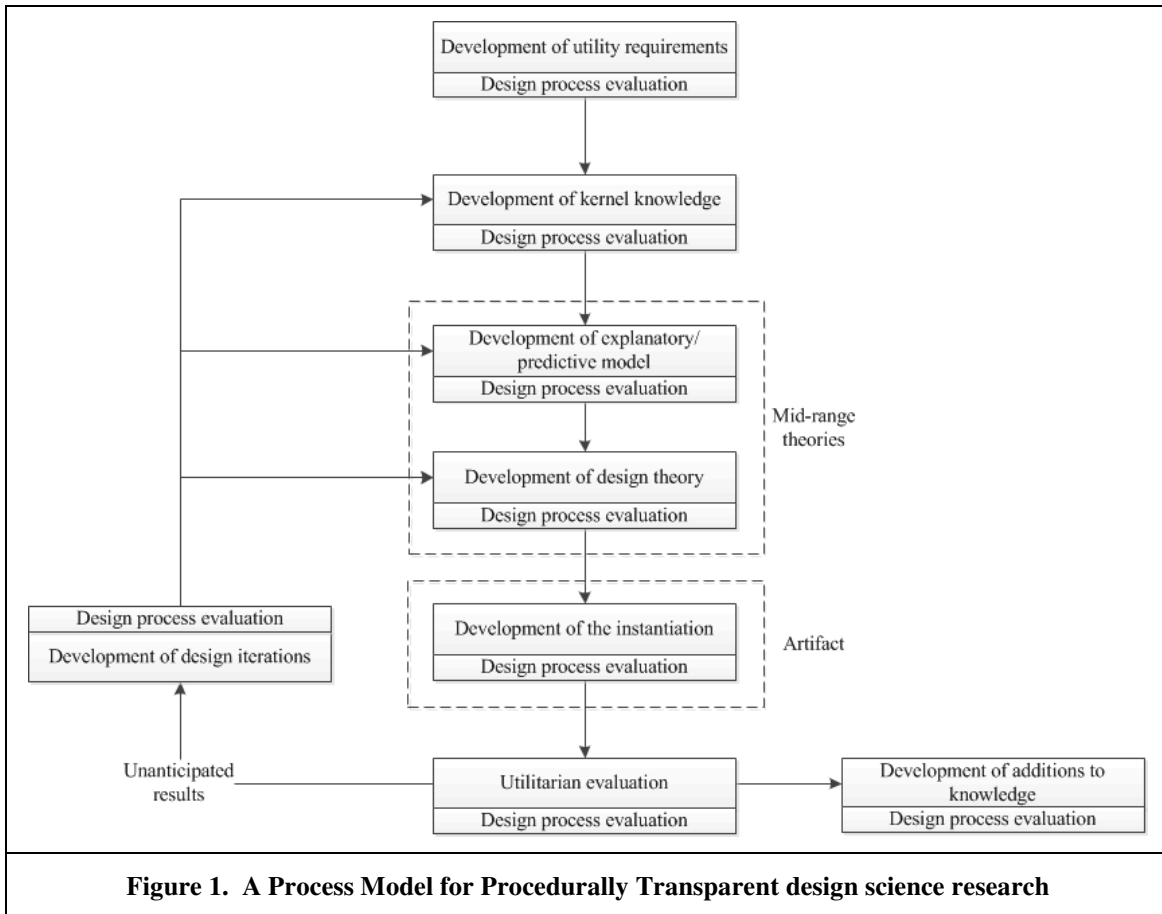 Development of utility requirements
Design process evaluation
Development of kernel knowledge
Design process evaluation
Development of explanatory/
predictive model
Design process evaluation
Mid-range
theories
Development of design theory
Design process evaluation
Design process evaluation
Development of design iterations
Development of the instantiation
Design process evaluation
Artifact
Unanticipated
results
Utilitarian evaluation
Design process evaluation
Development of additions to
knowledge
Design process evaluation
Figure 1. A Process Model for Procedurally Transparent design science research